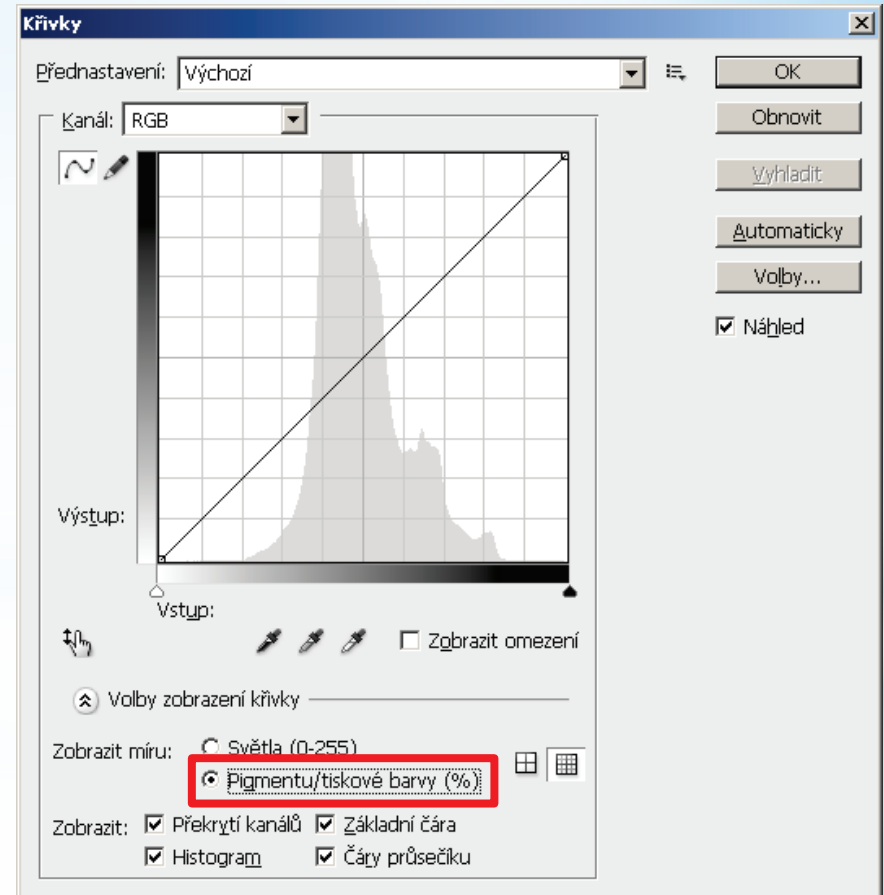 Křivky
Přednastavení: Výchozí
OK
Kanál: RGB
Obnovit
Vyhladit
Automaticky
Volby...
Náhled
Výstup:
Vstup:
Zobrazit omezení
Volby zobrazení křivky
Zobrazit míru: Světla (0-255)
Pigmentu/tiskové barvy (%)
Zobrazit: Překrytí kanálů Základní čára
Histogram Čáry průsečíku